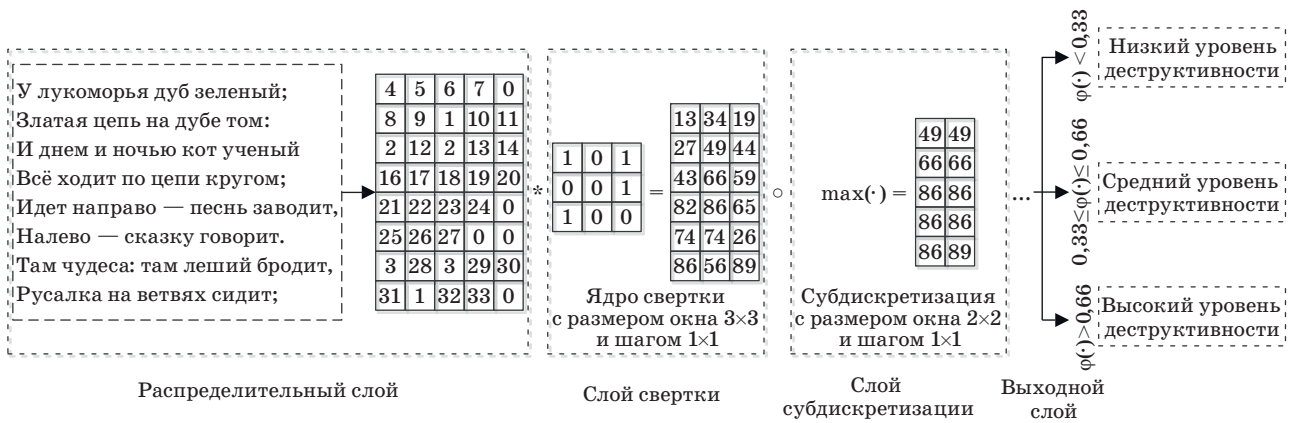 У лукоморья дуб зеленый;
Златая цепь на дубе том:
И днем и ночью кот ученый
Всё ходит по цепи кругом;
Идет направо — песнь заводит,
Налево — сказку говорит.
Там чудеса: там леший бродит,
Русалка на ветвях сидит;
4 5 6 7 0
8 9 1 10 11
2 12 2 13 14
16 17 18 19 20
21 22 23 24 0
25 26 27 0 0
3 28 3 29 30
31 1 32 33 0
Распределительный слой
*
1 0 1
0 0 1
1 0 0
=
13 34 19
27 49 44
43 66 59
82 86 65
74 74 26
86 56 89
Ядро свертки
с размером окна 3×3
и шагом 1×1
Слой свертки
○
max(·) =
49 49
66 66
86 86
86 86
86 89
Субдискретизация
с размером окна 2×2
и шагом 1×1
Слой
субдискретизации
...
φ(·) < 0,33
Низкий уровень
деструктивности
0,33≤φ(·)≤ 0,66
Средний уровень
деструктивности
φ(·)>0,66
Высокий уровень
деструктивности
Выходной
слой